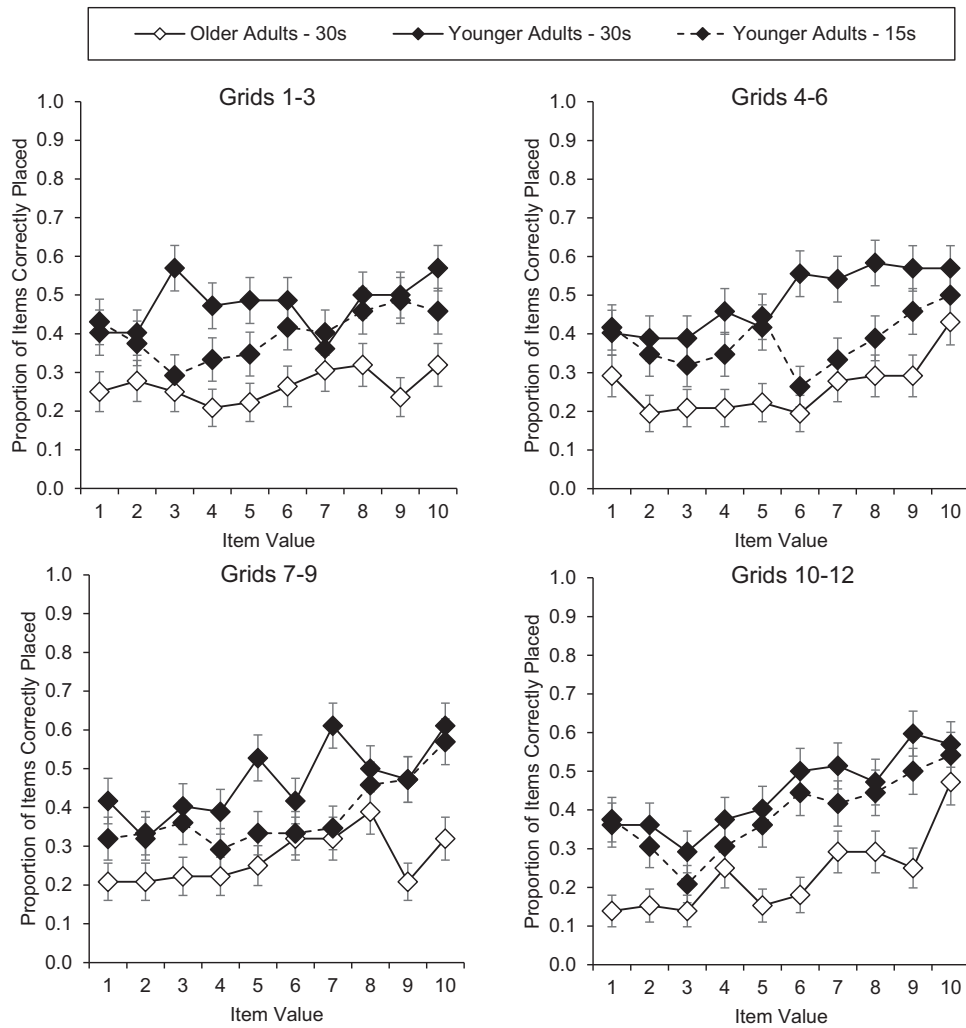 Older Adults - 30s Younger Adults - 30s Younger Adults - 15s
Grids 1-3
Proportion of Items Correctly Placed
1.0
0.9
0.8
0.7
0.6
0.5
0.4
0.3
0.2
0.1
0.0
1 2 3 4 5 6 7 8 9 10
Item Value
Grids 4-6
Proportion of Items Correctly Placed
1.0
0.9
0.8
0.7
0.6
0.5
0.4
0.3
0.2
0.1
0.0
1 2 3 4 5 6 7 8 9 10
Item Value
Grids 7-9
Proportion of Items Correctly Placed
1.0
0.9
0.8
0.7
0.6
0.5
0.4
0.3
0.2
0.1
0.0
1 2 3 4 5 6 7 8 9 10
Item Value
Grids 10-12
Proportion of Items Correctly Placed
1.0
0.9
0.8
0.7
0.6
0.5
0.4
0.3
0.2
0.1
0.0
1 2 3 4 5 6 7 8 9 10
Item Value